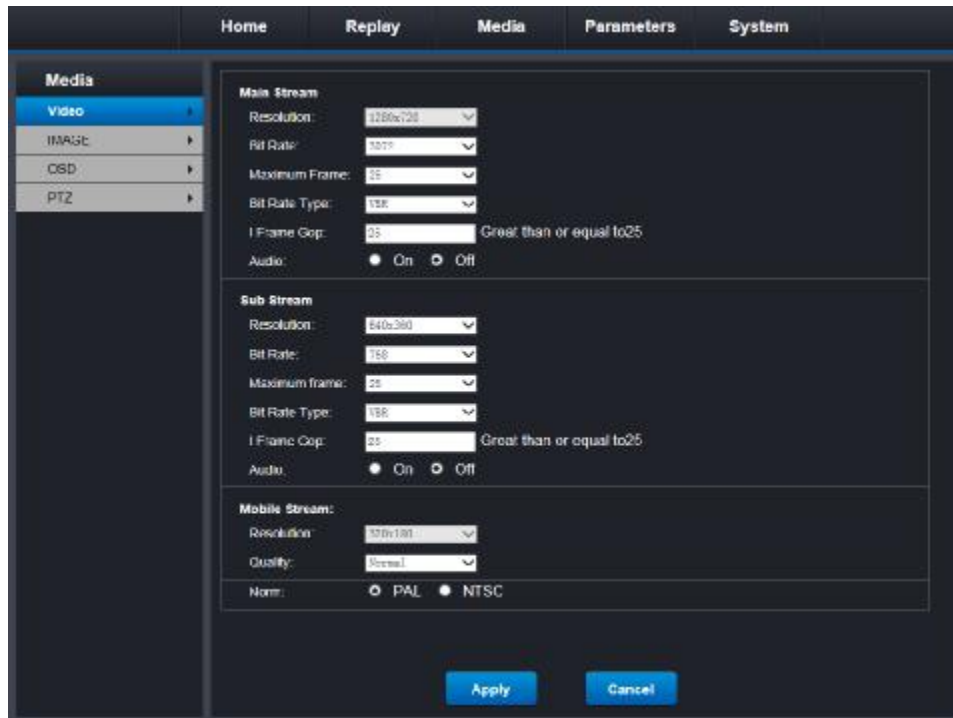 Home Replay Media Parameters System
Media
Video
IMAGE
OSD
PTZ
Main Stream
Resolution: 1280x720
Bit Rate:
Maximum Frame: 25
Bit Rate Type: VBR
I Frame Gop: 25 Great than or equal to25
Audio: On Off
Sub Stream
Resolution: 640x360
Bit Rate: 768
Maximum frame: 25
Bit Rate Type: VBR
I Frame Gop: 25 Great than or equal to25
Audio: On Off
Mobile Stream:
Resolution: 320x180
Quality: Normal
Norm: PAL NTSC
Apply Cancel